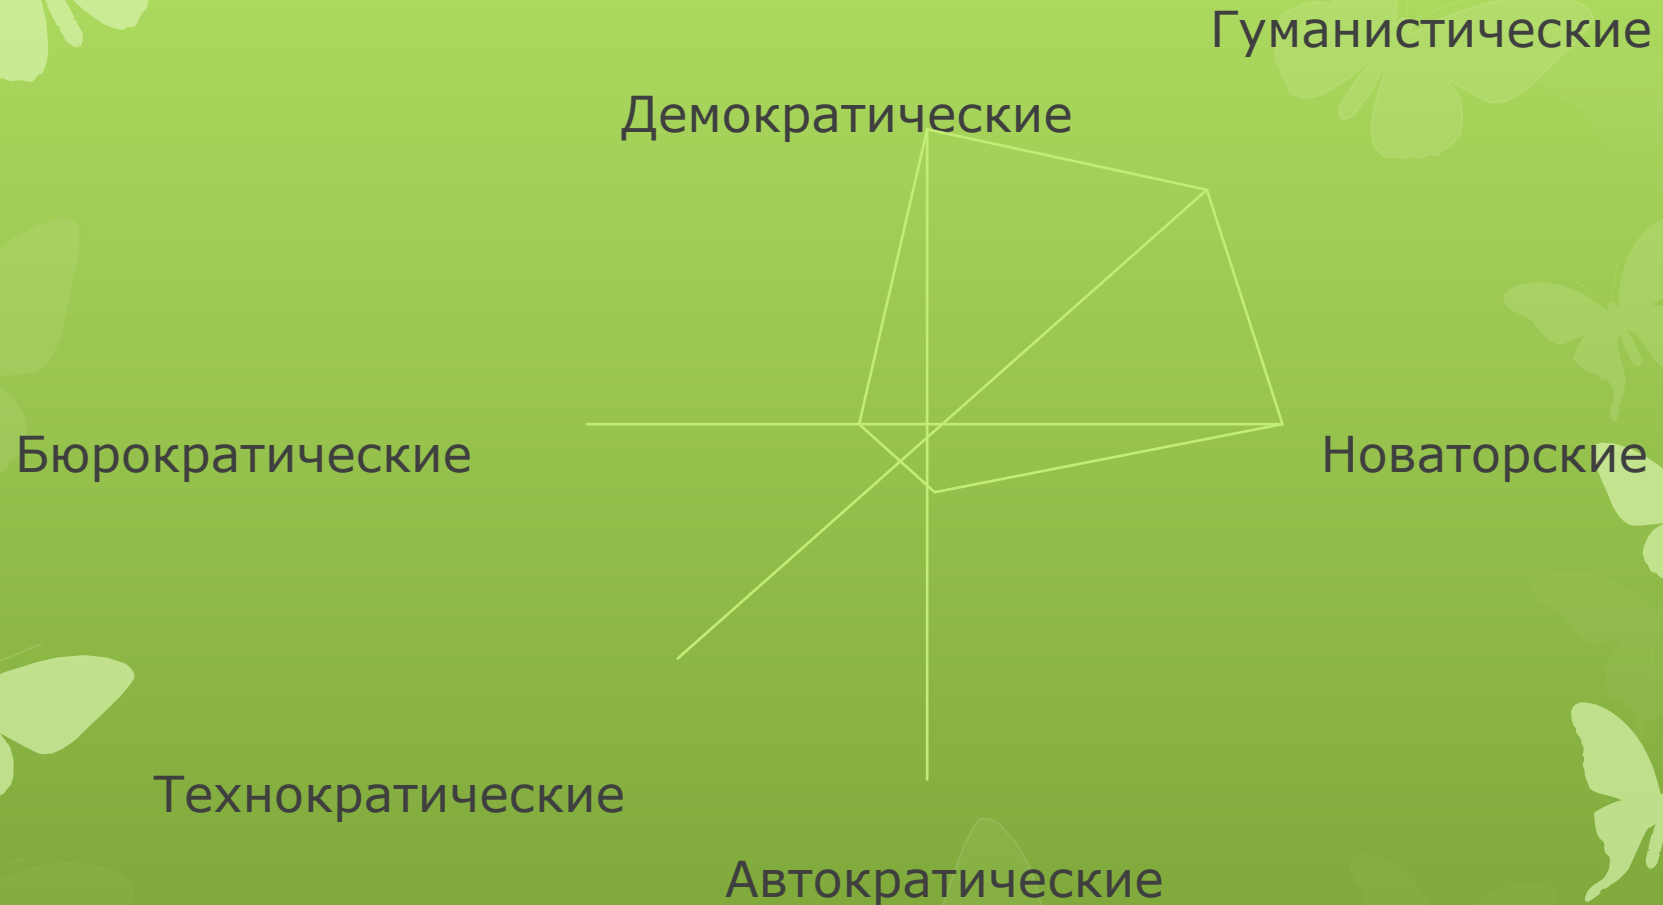 Гуманистические
Демократические
Бюрократические
Новаторские
Технократические
Автократические